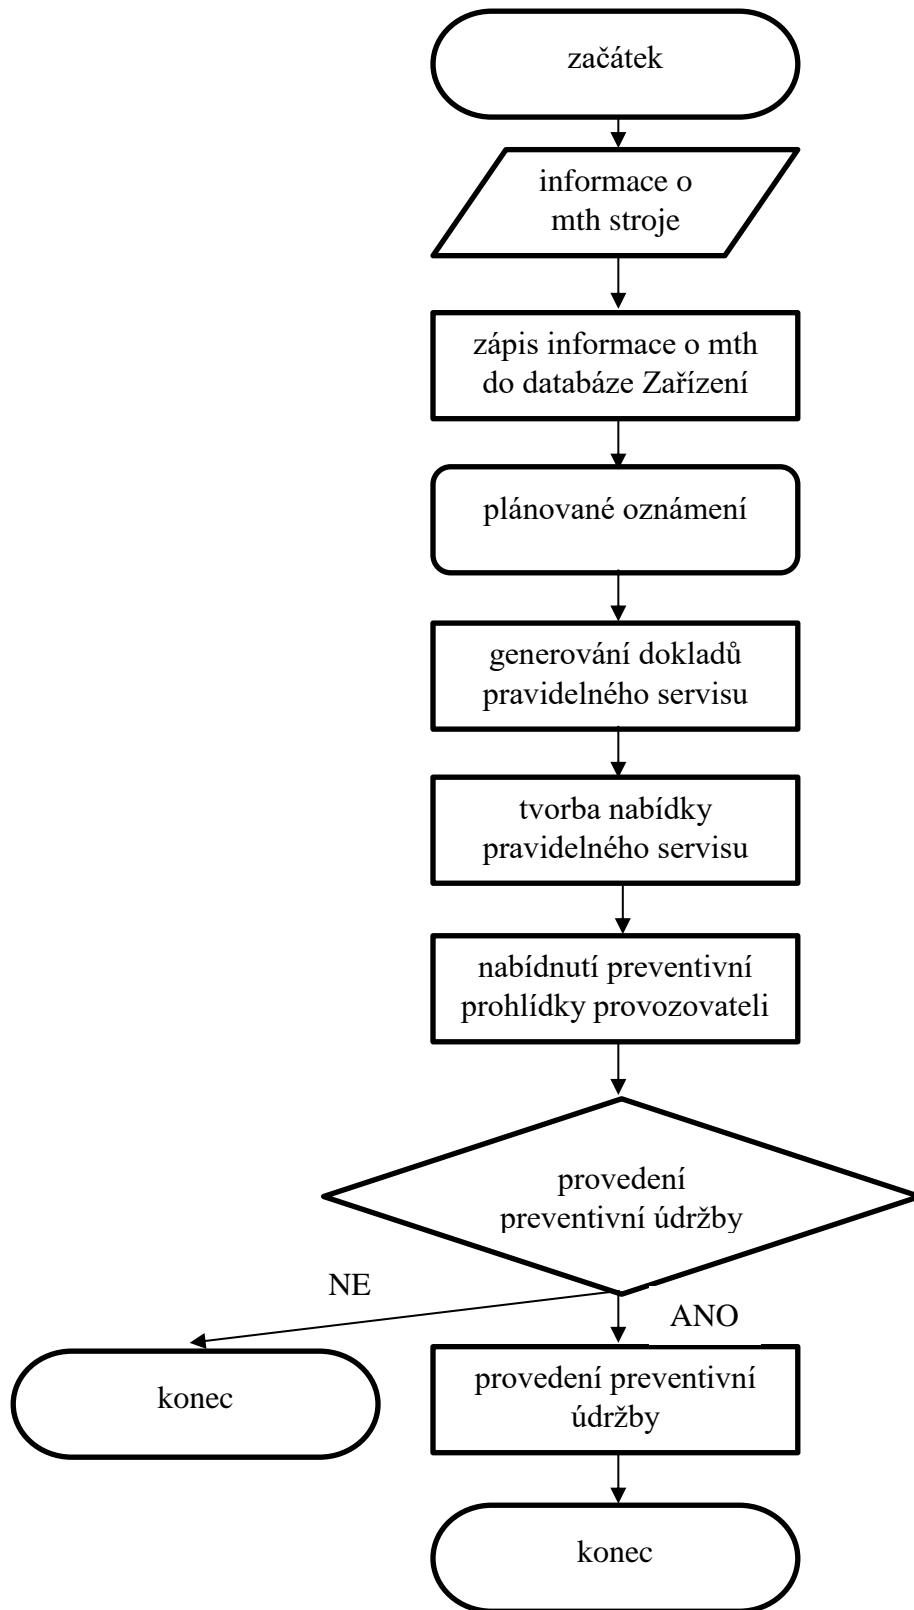 začátek
informace o
mth stroje
zápis informace o mth
do databáze Zařízení
plánované oznámení
generování dokladů
pravidelného servisu
tvorba nabídky
pravidelného servisu
nabídnutí preventivní
prohlídky provozovateli
provedení
preventivní údržby
NE
ANO
konec
provedení preventivní
údržby
konec